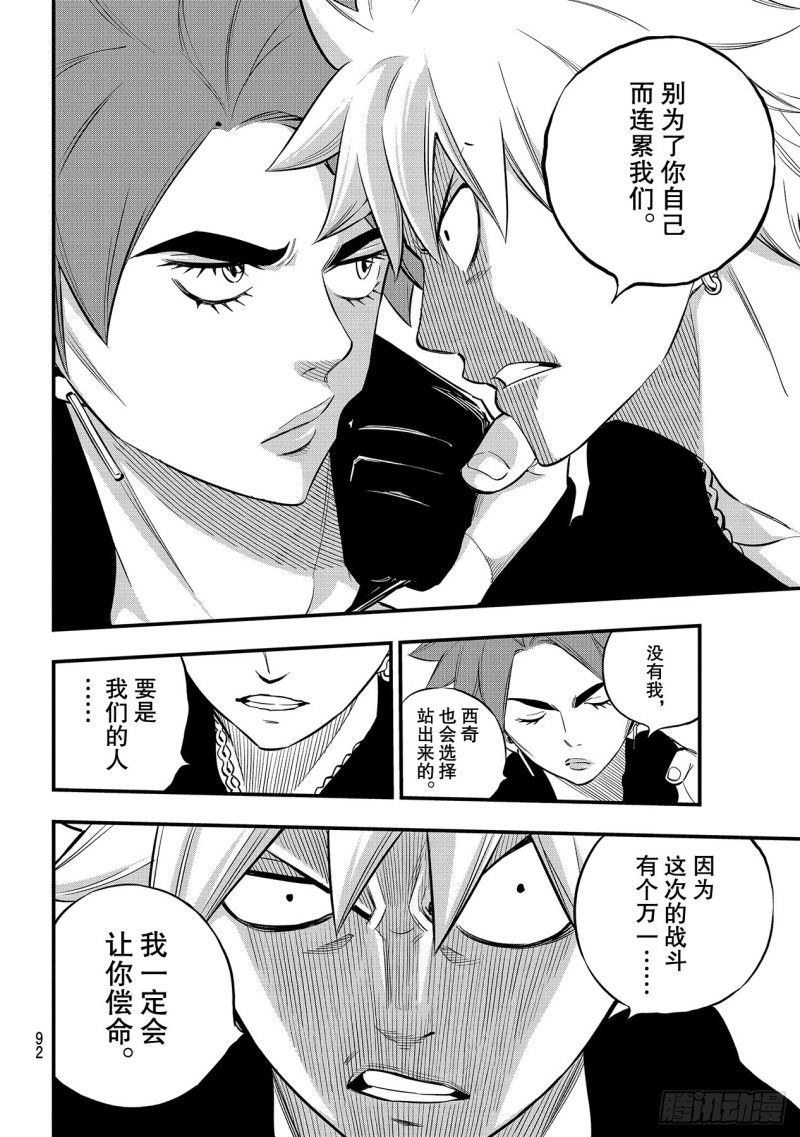 别为了你自己
而连累我们。
没有我，
西奇
也会选择
站出来的。
要是
我们的人
……
因为
这次的战斗
有个万一……
我一定会
让你偿命。
92
腾讯动漫